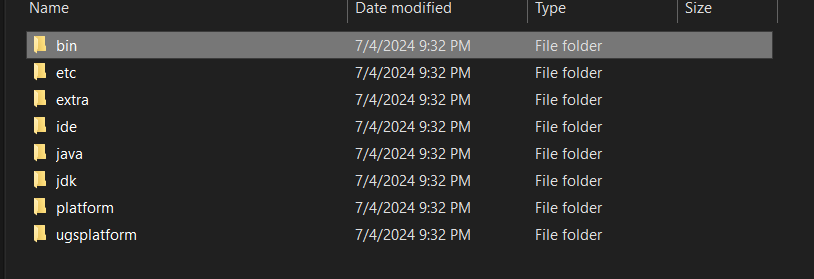 Name Date modified Type Size
bin 7/4/2024 9:32 PM File folder
etc 7/4/2024 9:32 PM File folder
extra 7/4/2024 9:32 PM File folder
ide 7/4/2024 9:32 PM File folder
java 7/4/2024 9:32 PM File folder
jdk 7/4/2024 9:32 PM File folder
platform 7/4/2024 9:32 PM File folder
ugsplatform 7/4/2024 9:32 PM File folder